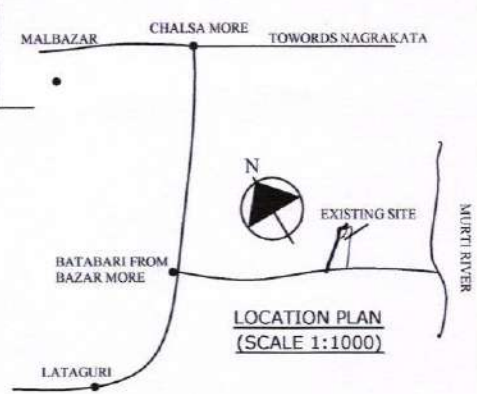 CHALSA MORE
MALBAZAR
TOWORDS NAGRAKATA
N
EXISTING SITE
MURTI RIVER
BATABARI FROM
BAZAR MORE
LOCATION PLAN
(SCALE 1:1000)
LATAGURI